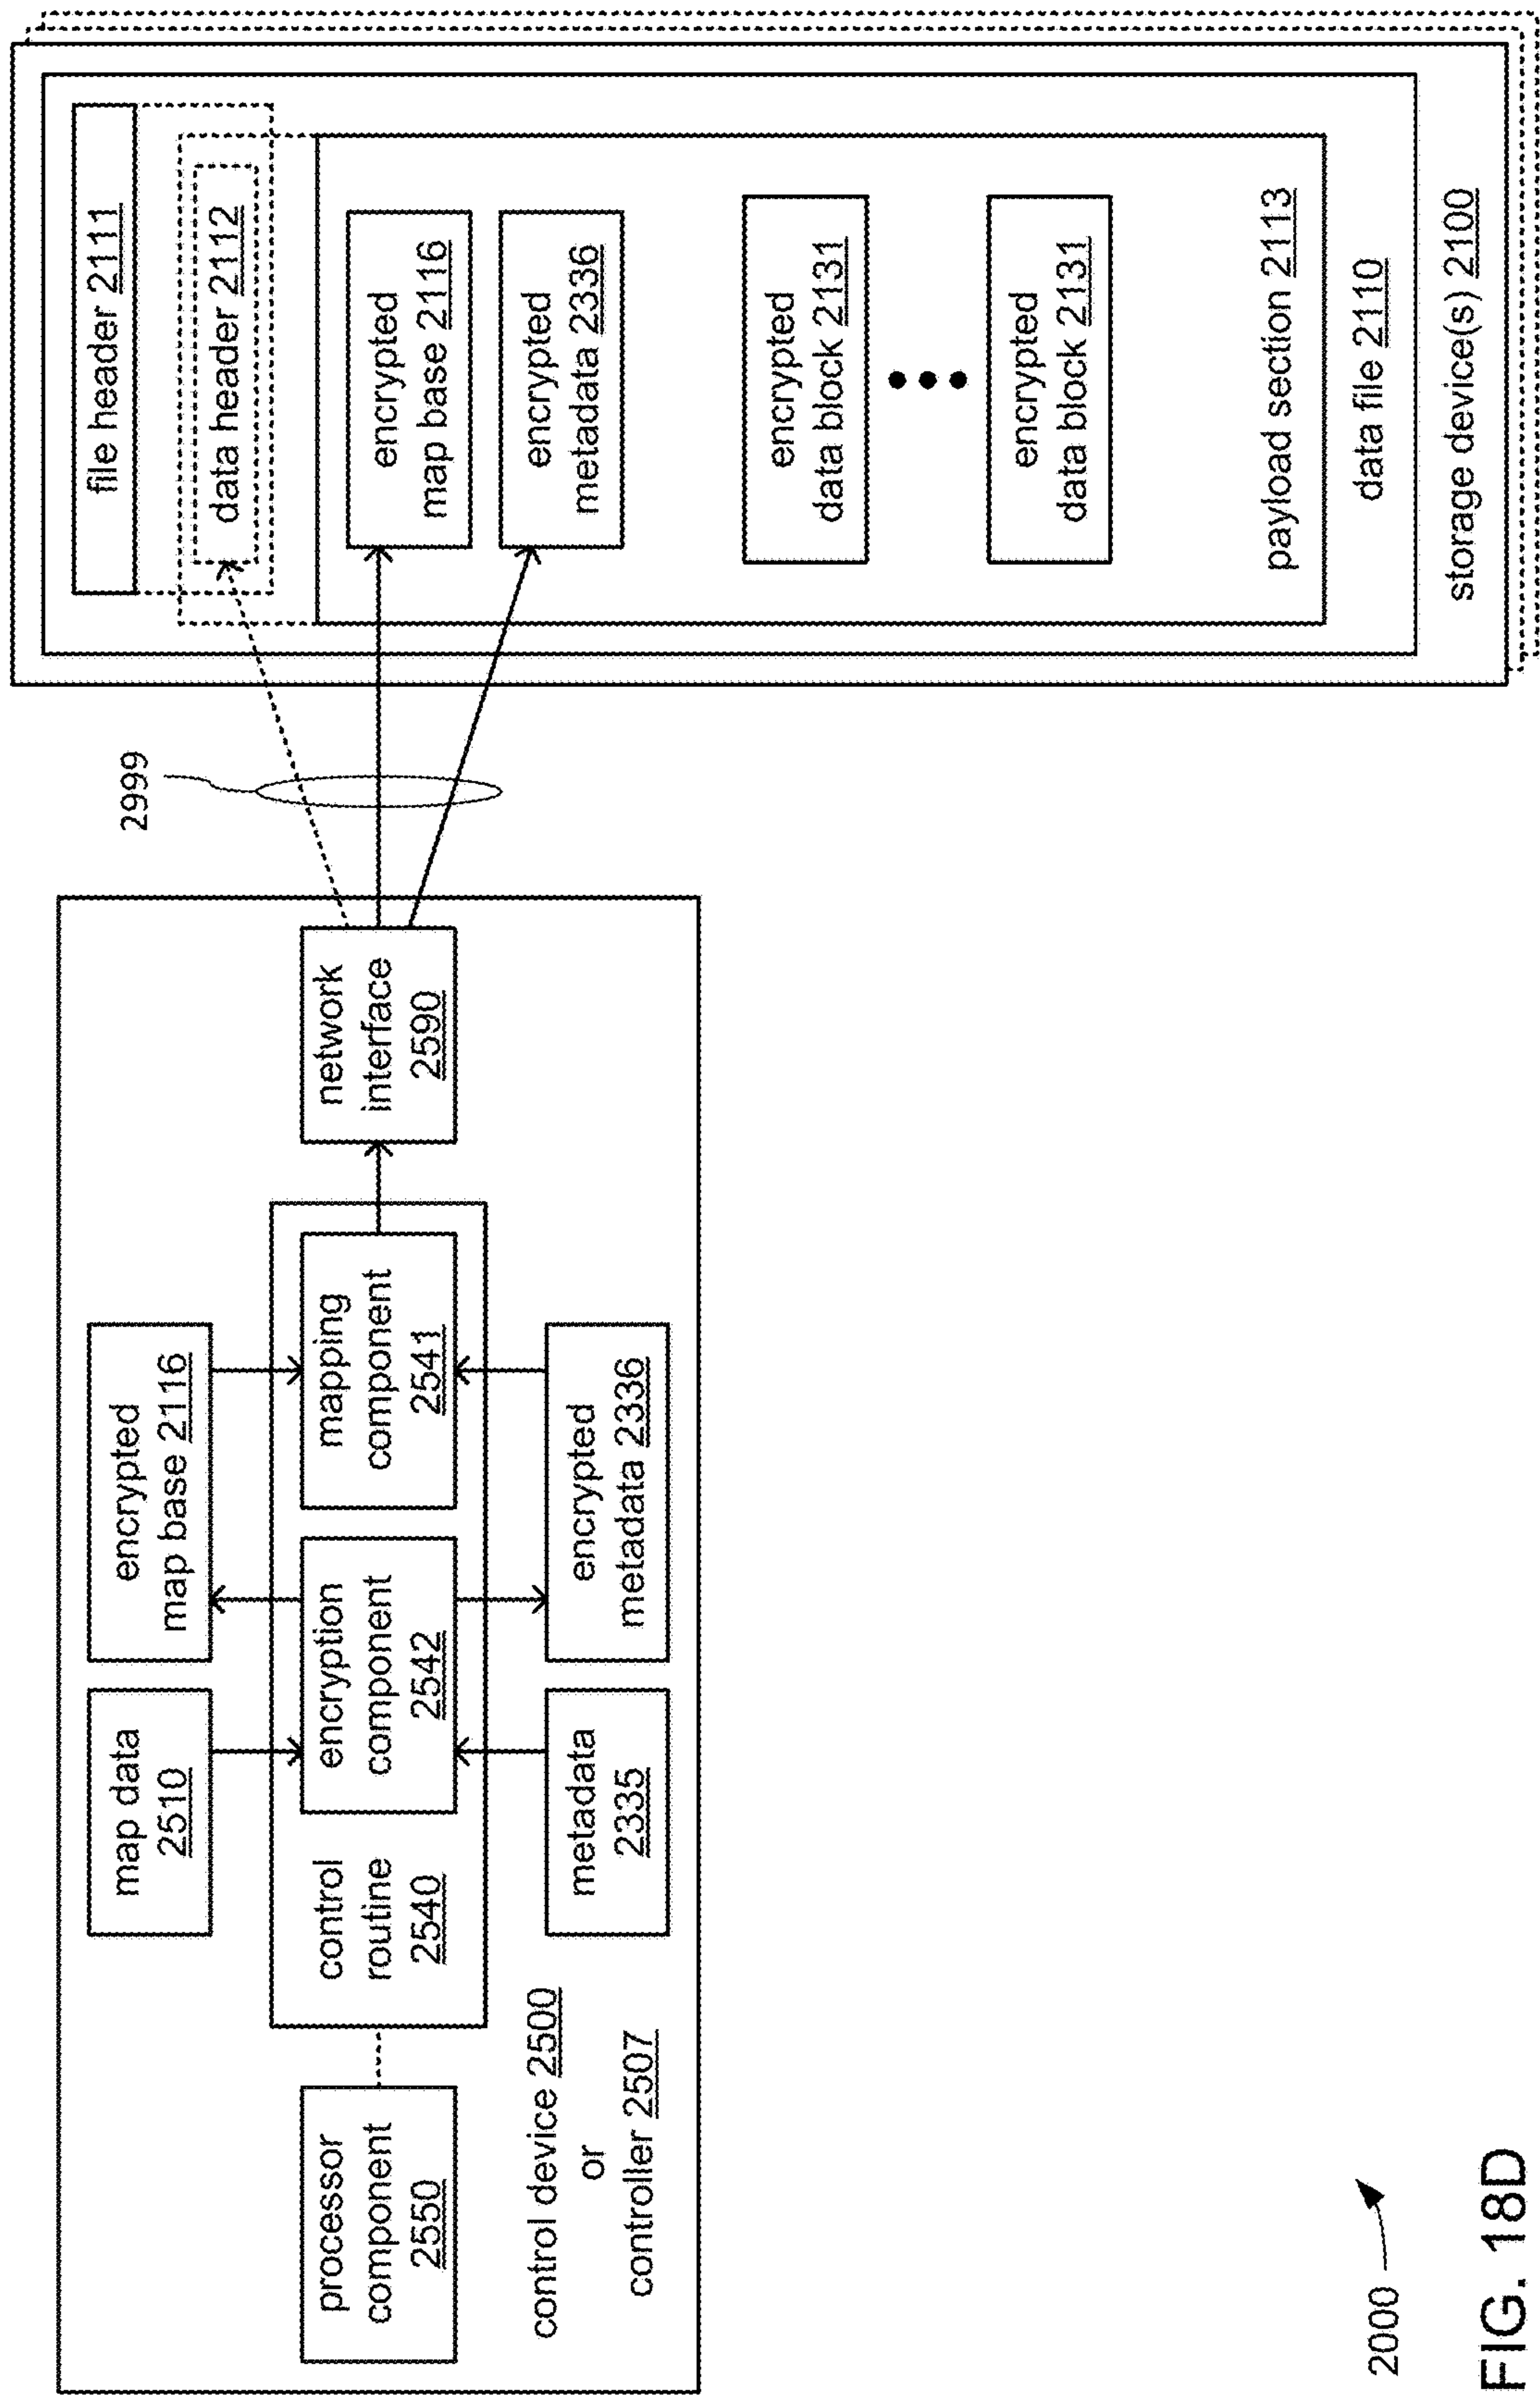 processor
component
2550
control
routine
2540
map data
2510
encryption
component
2542
metadata
2335
encrypted
map base 2116
mapping
component
2541
encrypted
metadata 2336
control device 2500
or
controller 2507
network
interface
2590
2999
file header 2111
data header 2112
encrypted
map base 2116
encrypted
metadata 2336
encrypted
data block 2131
encrypted
data block 2131
payload section 2113
data file 2110
storage device(s) 2100
2000
FIG. 18D